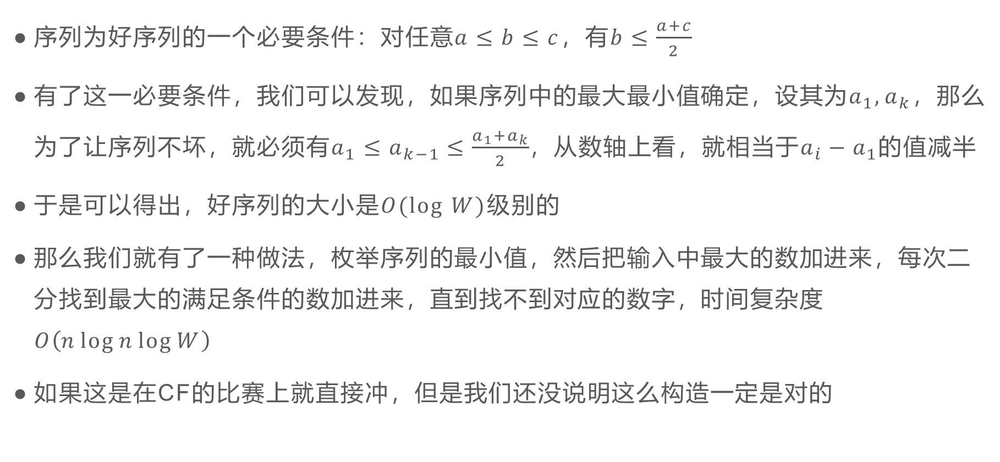 ● 序列为好序列的一个必要条件：对任意$a \le b \le c$，有$b \le \frac{a+c}{2}$
● 有了这一必要条件，我们可以发现，如果序列中的最大最小值确定，设其为$a_1, a_k$，那么
为了让序列不坏，就必须有$a_1 \le a_{k-1} \le \frac{a_1+a_k}{2}$，从数轴上看，就相当于$a_i - a_1$的值减半
● 于是可以得出，好序列的大小是$O(\log W)$级别的
● 那么我们就有了一种做法，枚举序列的最小值，然后把输入中最大的数加进来，每次二
分找到最大的满足条件的数加进来，直到找不到对应的数字，时间复杂度
$O(n \log n \log W)$
● 如果这是在CF的比赛上就直接冲，但是我们还没说明这么构造一定是对的